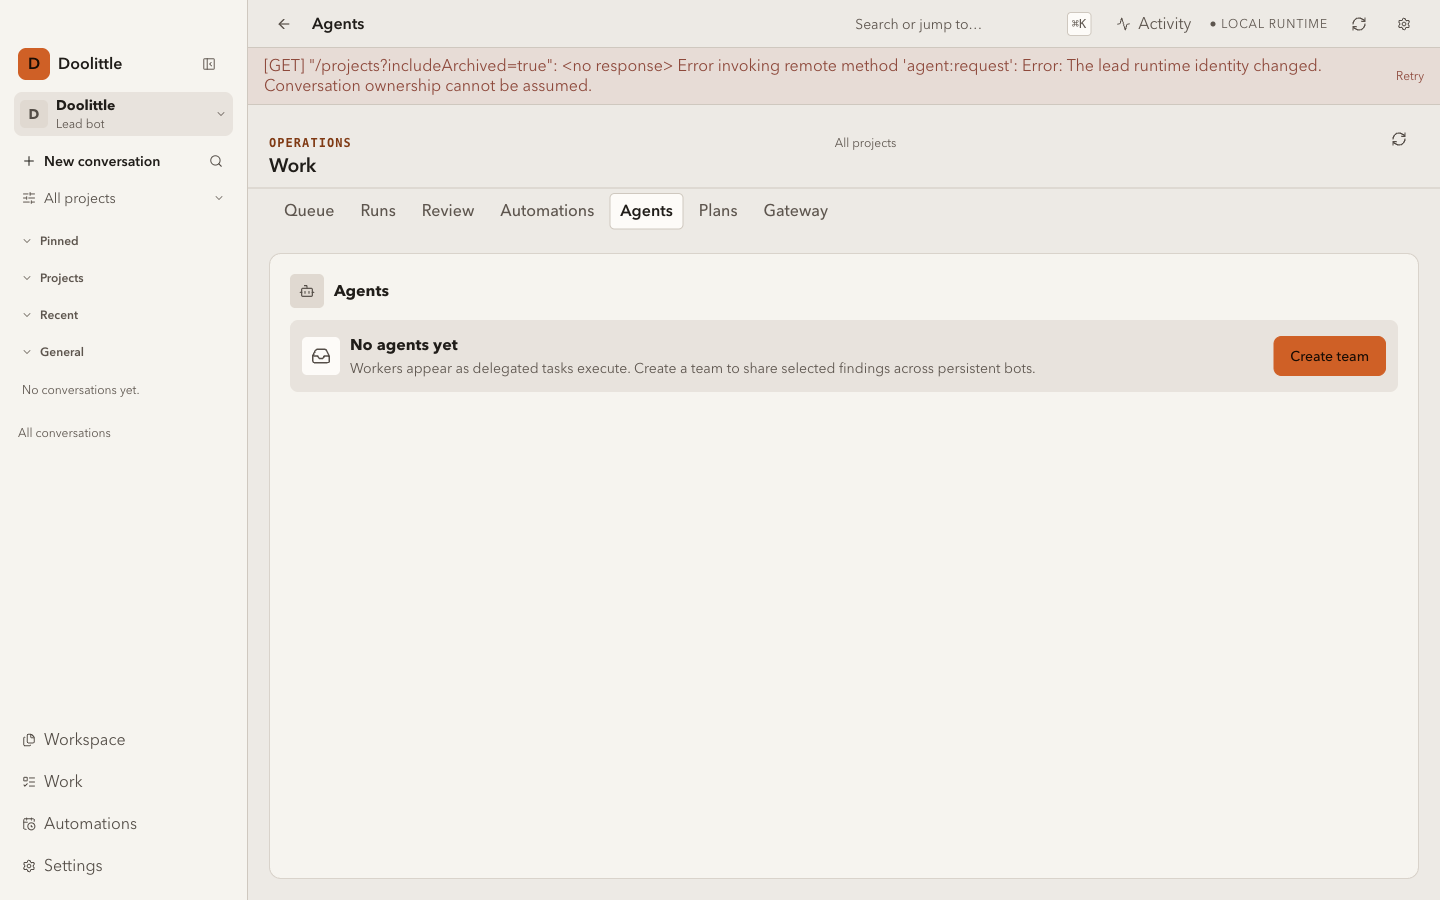 D Doolittle
D Doolittle
Lead bot
New conversation
All projects
Pinned
Projects
Recent
General
No conversations yet.
All conversations
Workspace
Work
Automations
Settings
Agents
Search or jump to…
⌘K
Activity
• LOCAL RUNTIME
[GET] "/projects?includeArchived=true": <no response> Error invoking remote method 'agent:request': Error: The lead runtime identity changed.
Conversation ownership cannot be assumed.
Retry
OPERATIONS
Work
All projects
Queue Runs Review Automations Agents Plans Gateway
Agents
No agents yet
Workers appear as delegated tasks execute. Create a team to share selected findings across persistent bots.
Create team